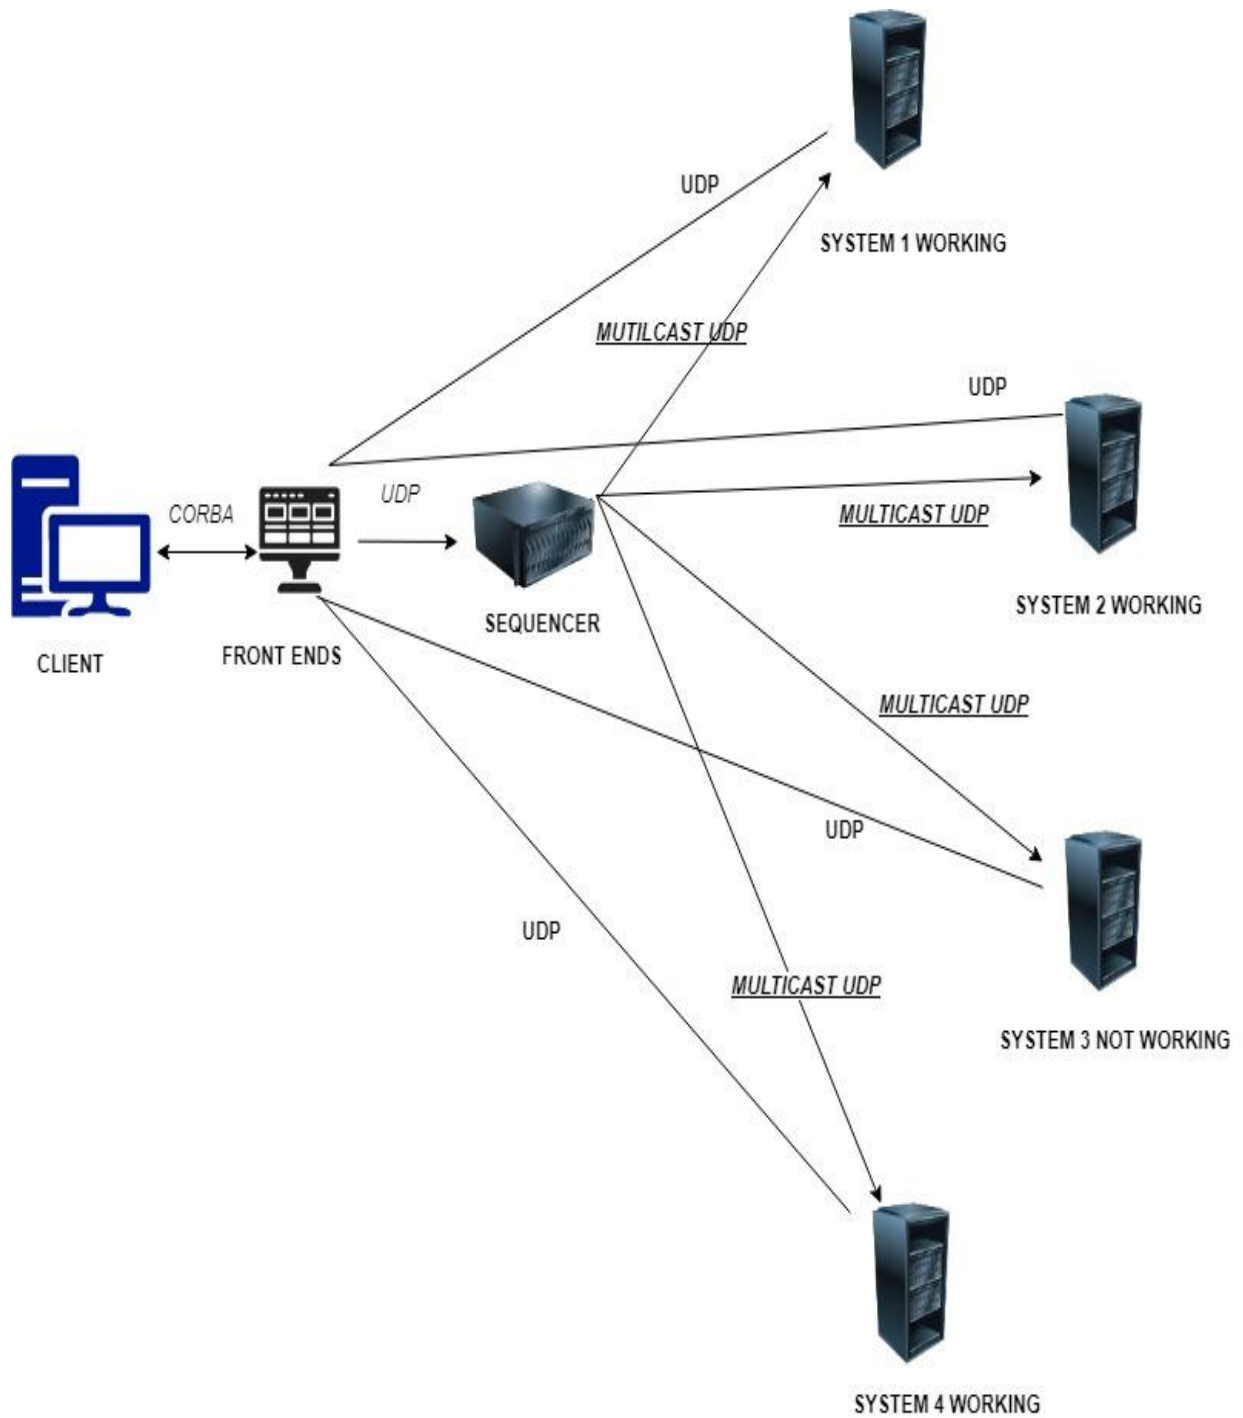 UDP
SYSTEM 1 WORKING
MUTILCAST UDP
UDP
CORBA
UDP
MULTICAST UDP
SYSTEM 2 WORKING
SEQUENCER
FRONT ENDS
CLIENT
MULTICAST UDP
UDP
UDP
MULTICAST UDP
SYSTEM 3 NOT WORKING
SYSTEM 4 WORKING